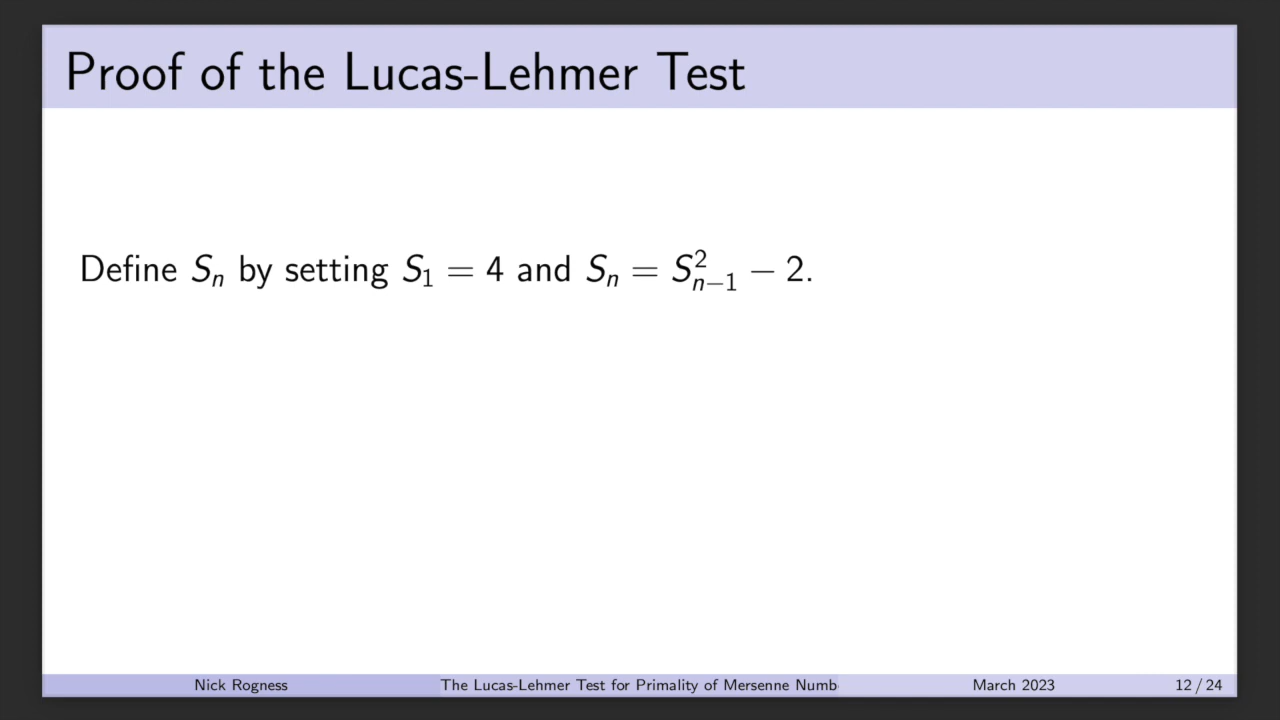 Proof of the Lucas-Lehmer Test
Define Sₙ by setting S₁ = 4 and Sₙ = S²ₙ₋₁ − 2.
Nick Rogness
The Lucas-Lehmer Test for Primality of Mersenne Numb
March 2023
12 / 24